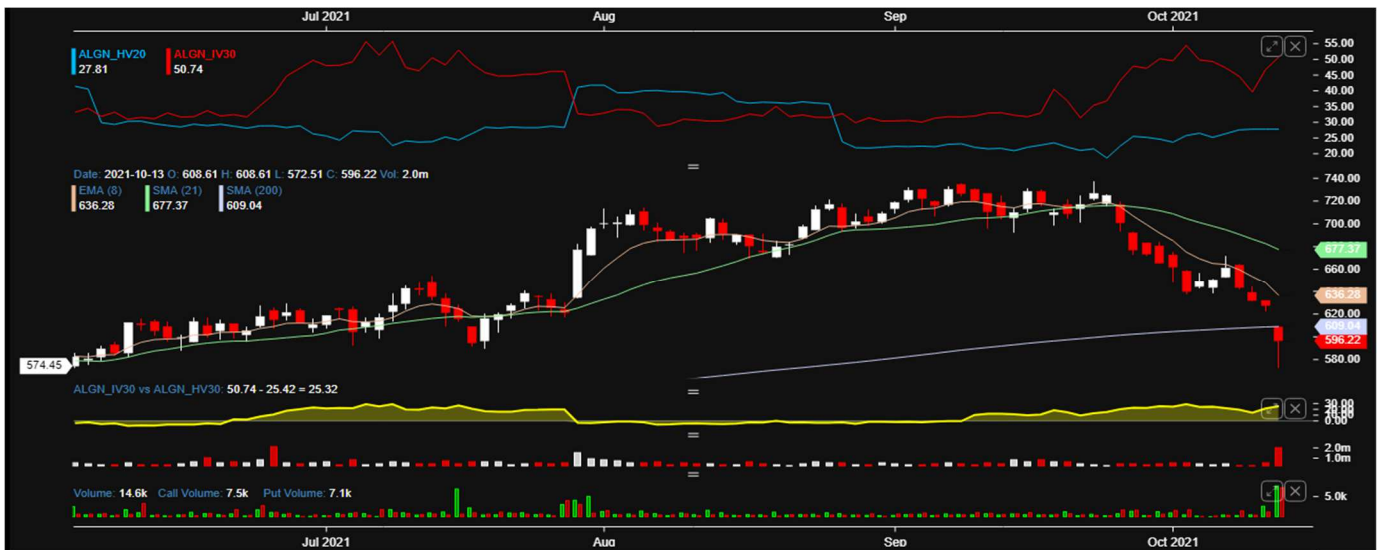 Jul 2021 Aug Sep Oct 2021
ALGN_HV20 ALGN_IV30
27.81 50.74
55.00
50.00
45.00
40.00
35.00
30.00
25.00
20.00
Date: 2021-10-13 O: 608.61 H: 608.61 L: 572.51 C: 596.22 Vol: 2.0m
EMA (8) SMA (21) SMA (200)
636.28 677.37 609.04
740.00
720.00
700.00
677.37
660.00
636.28
620.00
609.04
596.22
580.00
574.45
ALGN_IV30 vs ALGN_HV30: 50.74 - 25.42 = 25.32
30.00
0.00
2.0m
1.0m
Volume: 14.6k Call Volume: 7.5k Put Volume: 7.1k
5.0k
Jul 2021 Aug Sep Oct 2021